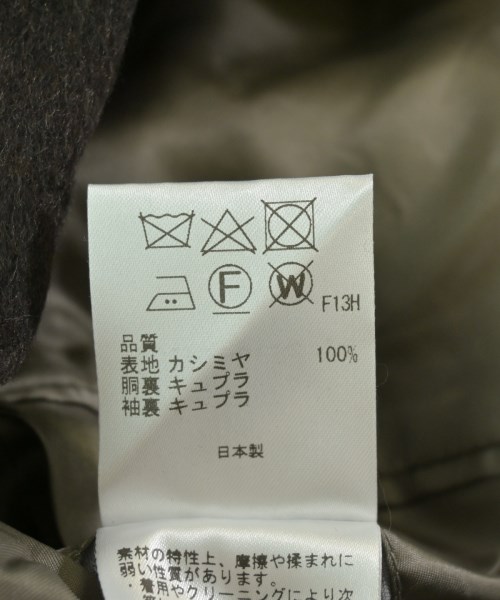 F W F13H
品質
表地 カシミヤ 100%
胴裏 キュプラ
袖裏 キュプラ
日本製
素材の特性上、摩擦や揉まれに
弱い性質があります。
・着用やクリーニングにより次